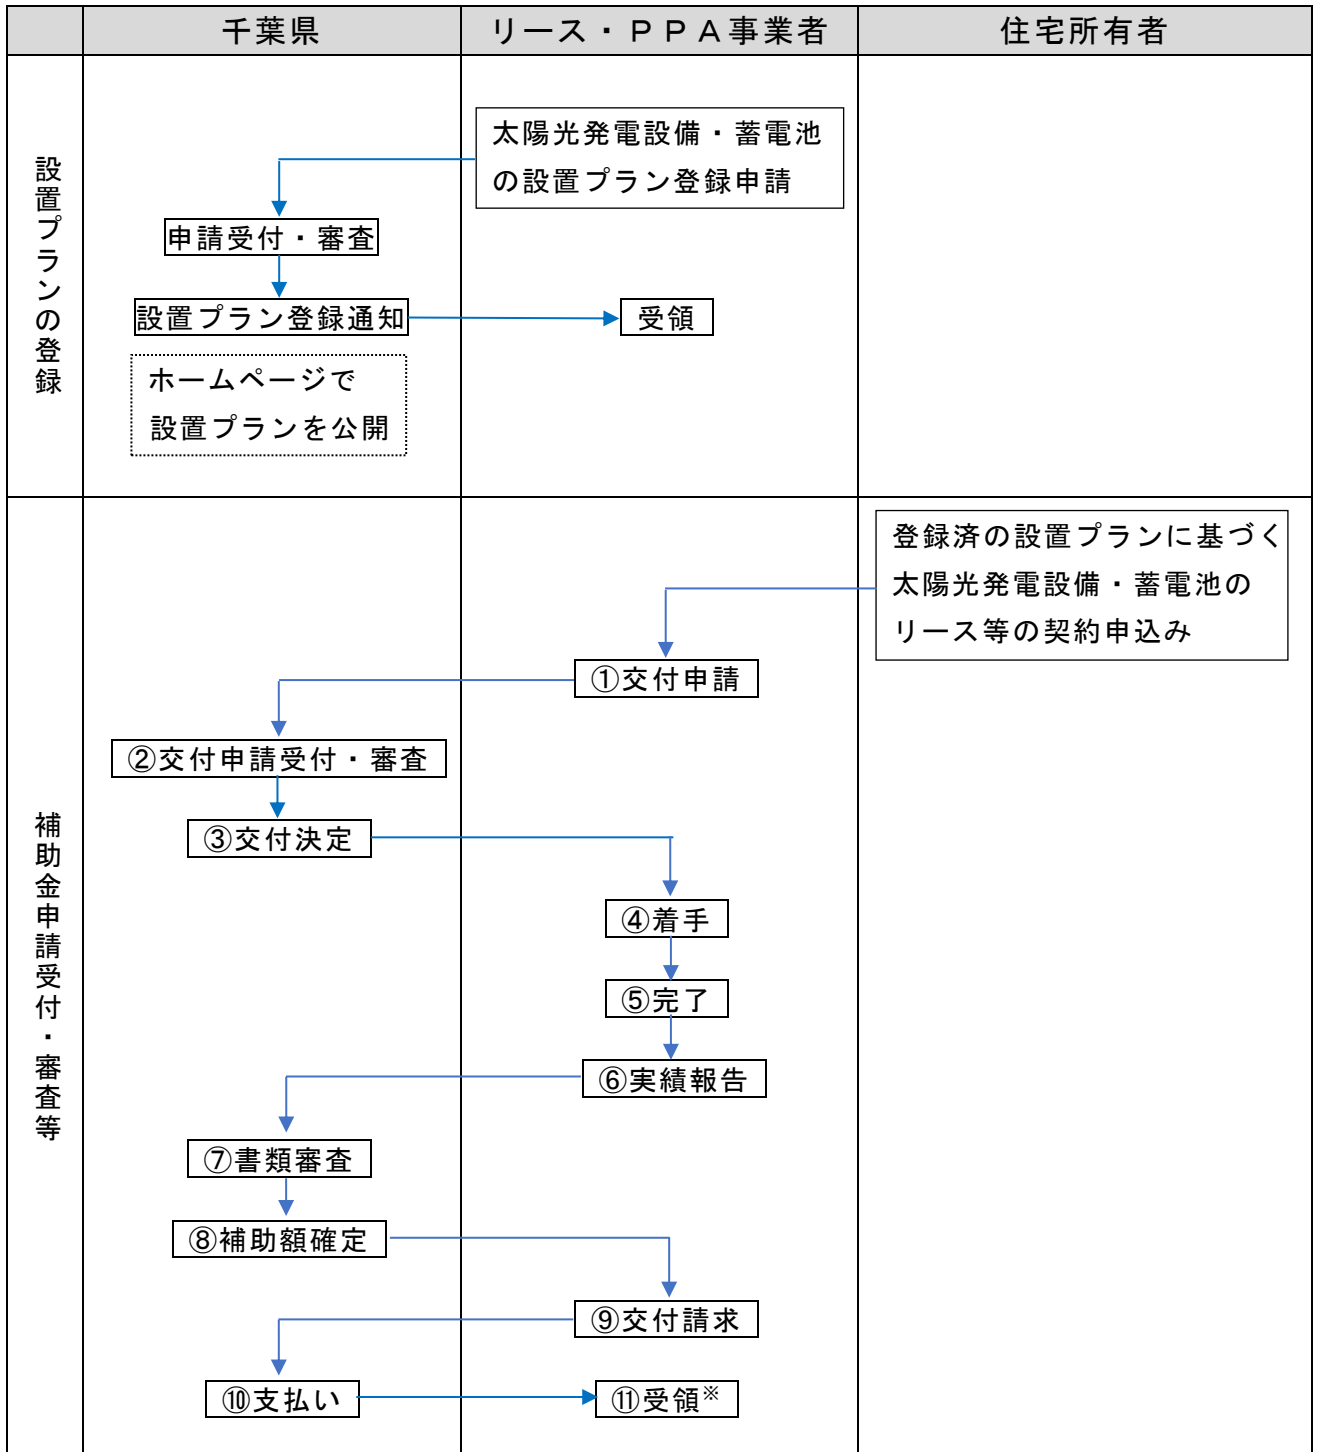 千葉県
リース・ＰＰＡ事業者
住宅所有者
設置プランの登録
太陽光発電設備・蓄電池
の設置プラン登録申請
申請受付・審査
設置プラン登録通知
受領
ホームページで
設置プランを公開
補助金申請受付・審査等
登録済の設置プランに基づく
太陽光発電設備・蓄電池の
リース等の契約申込み
①交付申請
②交付申請受付・審査
③交付決定
④着手
⑤完了
⑥実績報告
⑦書類審査
⑧補助額確定
⑨交付請求
⑩支払い
⑪受領※